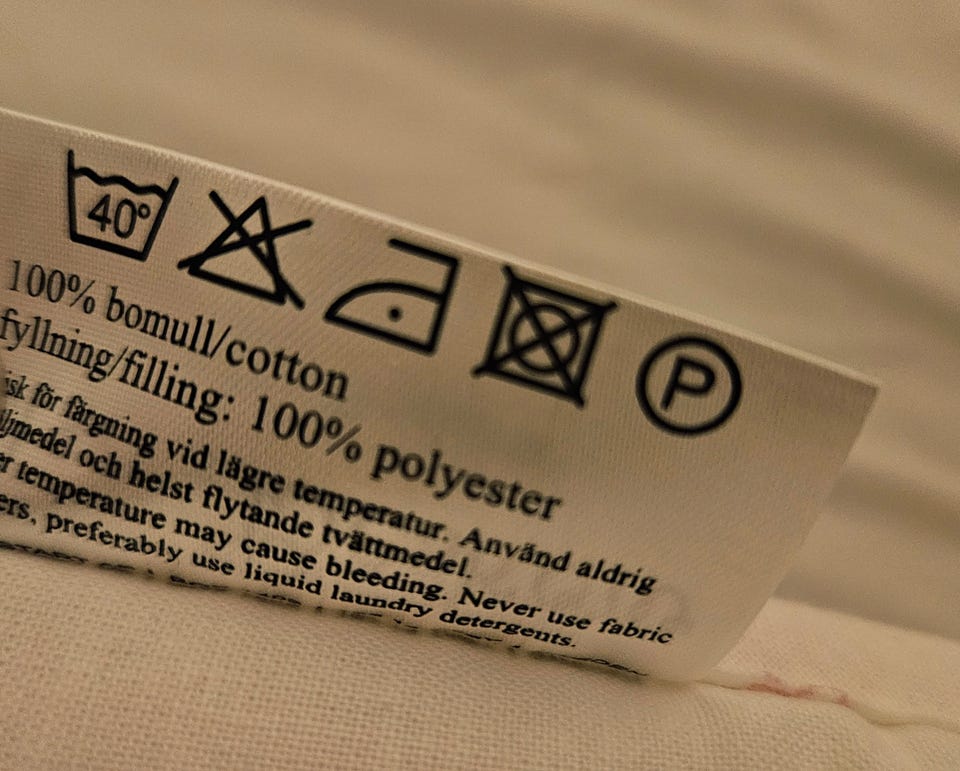 40°
P
100% bomull/cotton
fyllning/filling: 100% polyester
för färgning vid lägre temperatur. Använd aldrig
och helst flytande tvättmedel.
temperature may cause bleeding. Never use fabric
preferably use liquid laundry detergents.